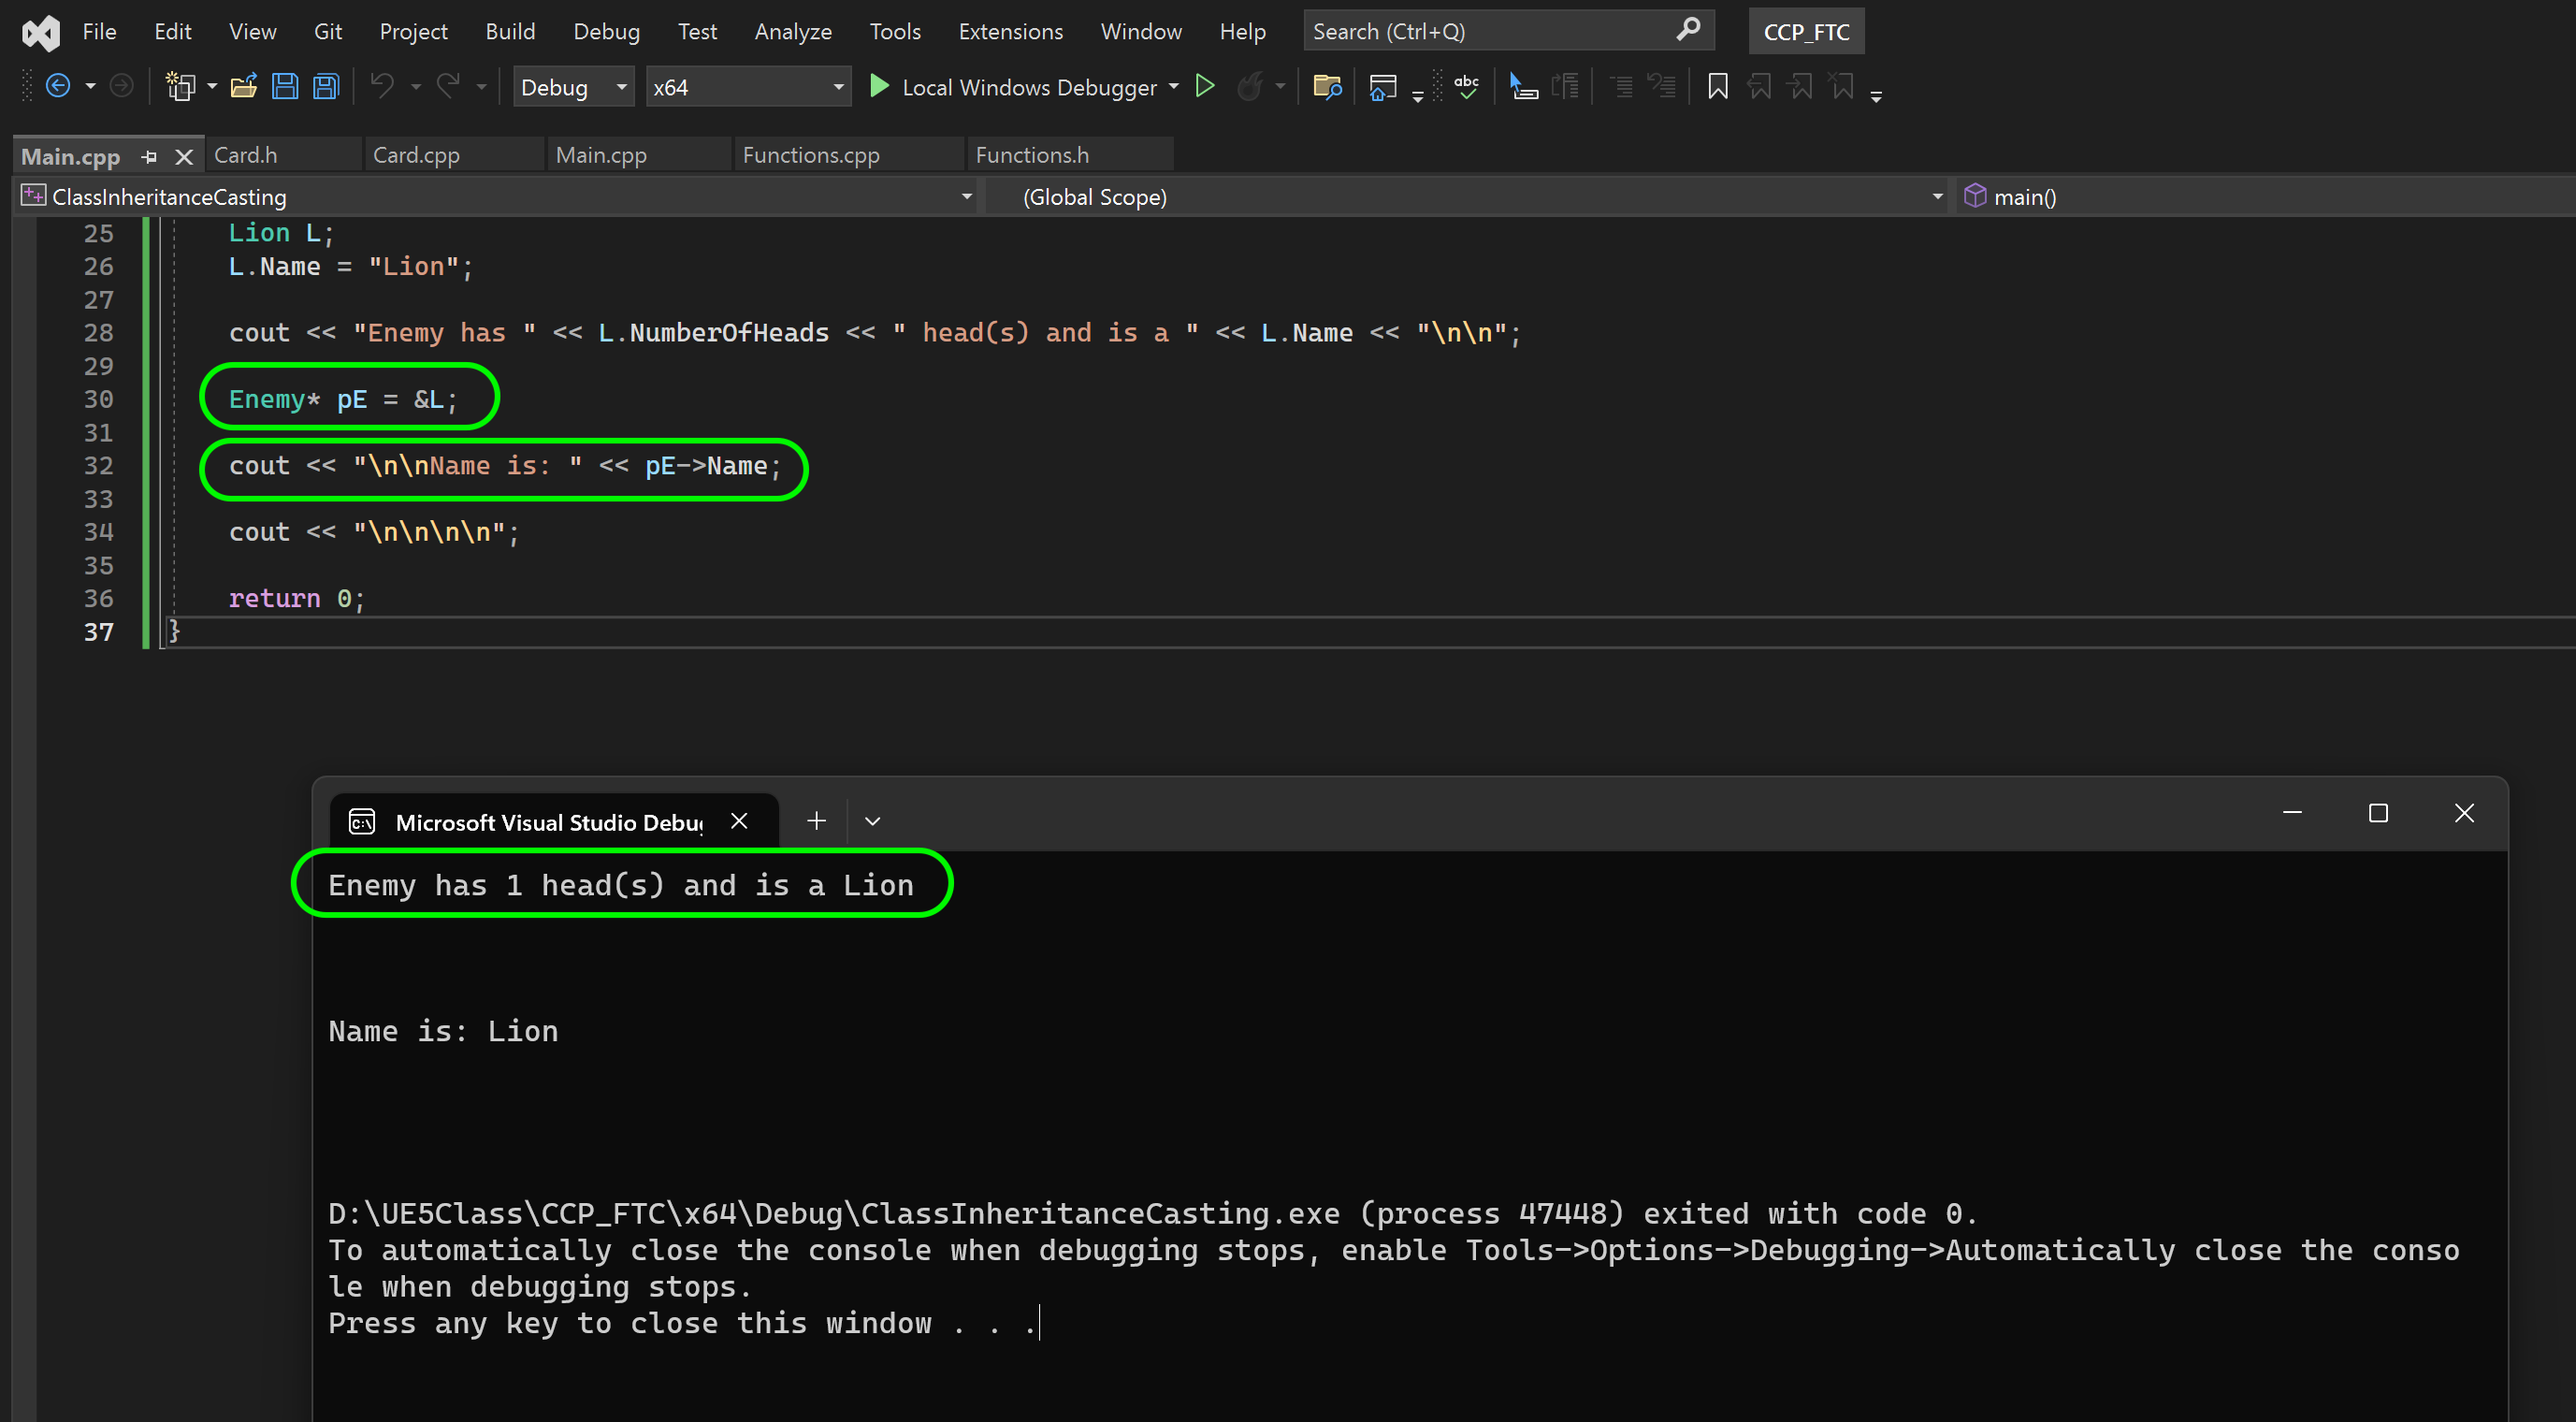 File Edit View Git Project Build Debug Test Analyze Tools Extensions Window Help Search (Ctrl+Q) CCP_FTC
Debug x64 Local Windows Debugger abc
Main.cpp Card.h Card.cpp Main.cpp Functions.cpp Functions.h
ClassInheritanceCasting (Global Scope) main()
25 Lion L;
26 L.Name = "Lion";
27
28 cout << "Enemy has " << L.NumberOfHeads << " head(s) and is a " << L.Name << "\n\n";
29
30 Enemy* pE = &L;
31
32 cout << "\n\nName is: " << pE->Name;
33
34 cout << "\n\n\n\n";
35
36 return 0;
37 }
C:\ Microsoft Visual Studio Debu
Enemy has 1 head(s) and is a Lion
Name is: Lion
D:\UE5Class\CCP_FTC\x64\Debug\ClassInheritanceCasting.exe (process 47448) exited with code 0.
To automatically close the console when debugging stops, enable Tools->Options->Debugging->Automatically close the conso
le when debugging stops.
Press any key to close this window . . .